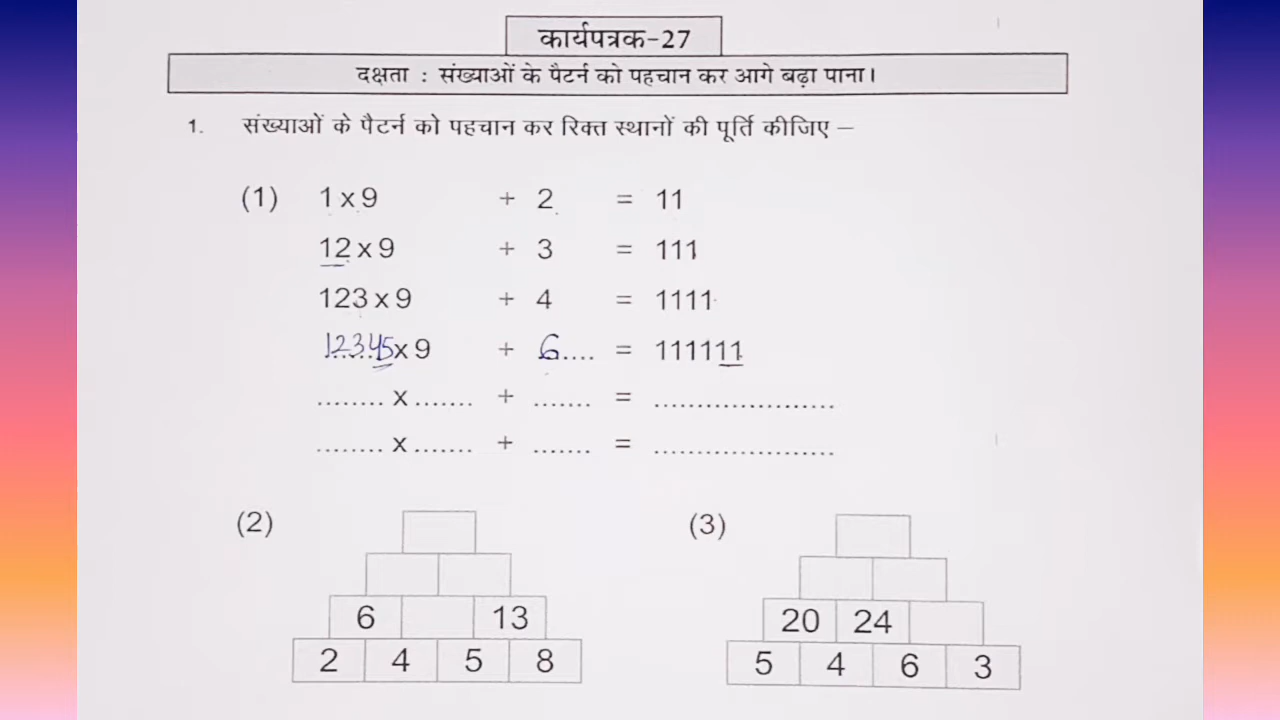 कार्यपत्रक-27
दक्षता : संख्याओं के पैटर्न को पहचान कर आगे बढ़ा पाना।
1. संख्याओं के पैटर्न को पहचान कर रिक्त स्थानों की पूर्ति कीजिए –
(1) 1 x 9 + 2 = 11
12 x 9 + 3 = 111
123 x 9 + 4 = 1111
12345 x 9 + 6.... = 111111
........ x ....... + ....... = .....................
........ x ....... + ....... = .....................
(2) (3)
6 13 20 24
2 4 5 8 5 4 6 3